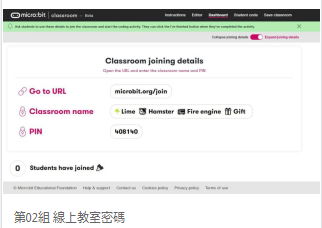 micro:bit | classroom - beta Instructions Editor Dashboard Student code Save classroom
Ask students to use these details to join the classroom and start the coding activity. They can click the I've finished button when they've completed the activity.
Collapse joining details Expand joining details
Classroom joining details
Open the URL and enter the classroom name and PIN
Go to URL microbit.org/join
Classroom name Lime Hamster Fire engine Gift
PIN 408140
0 Students have joined
© Micro:bit Educational Foundation Help & support Contact us Cookies policy Privacy policy Terms of use
第02組 線上教室密碼